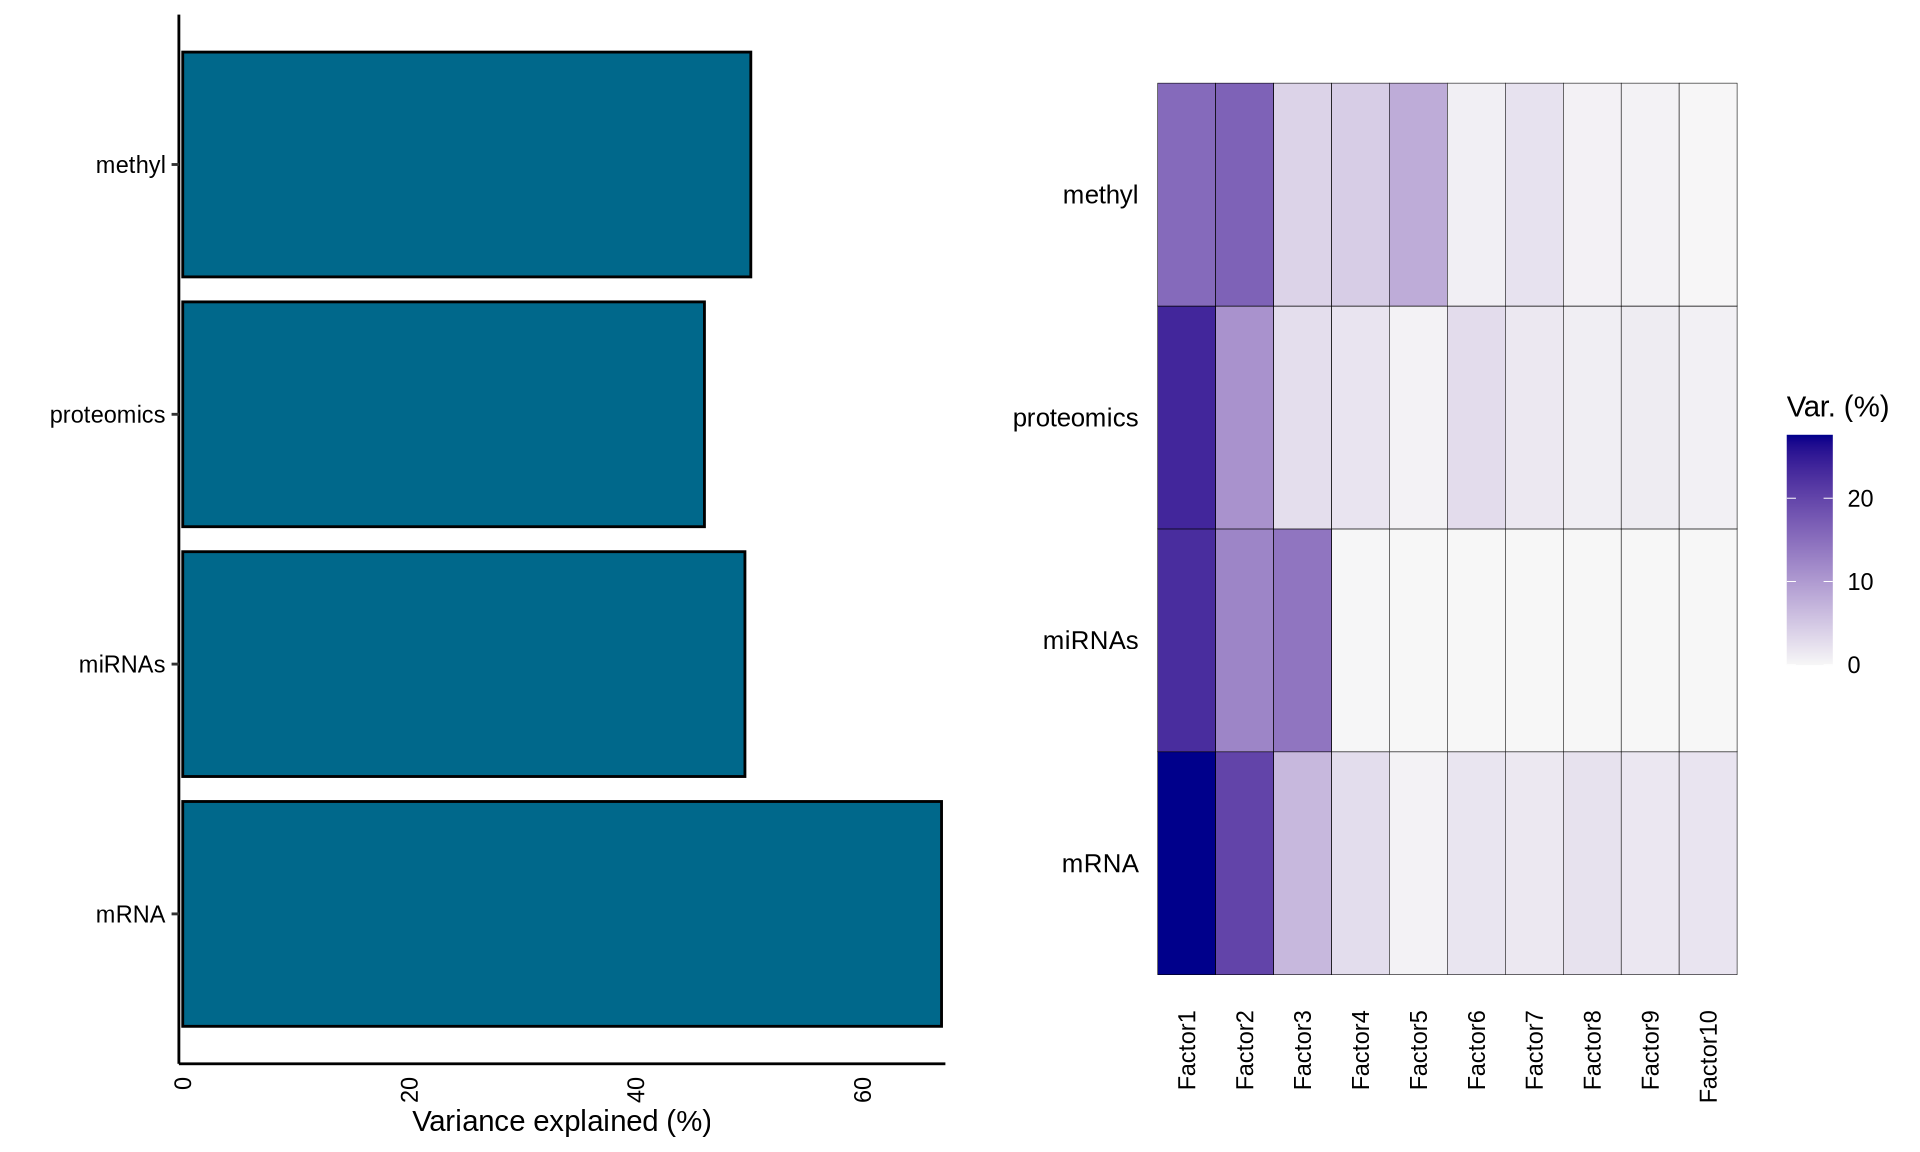 methyl
proteomics
miRNAs
mRNA
0
20
40
60
Variance explained (%)
methyl
proteomics
miRNAs
mRNA
Factor1
Factor2
Factor3
Factor4
Factor5
Factor6
Factor7
Factor8
Factor9
Factor10
Var. (%)
20
10
0